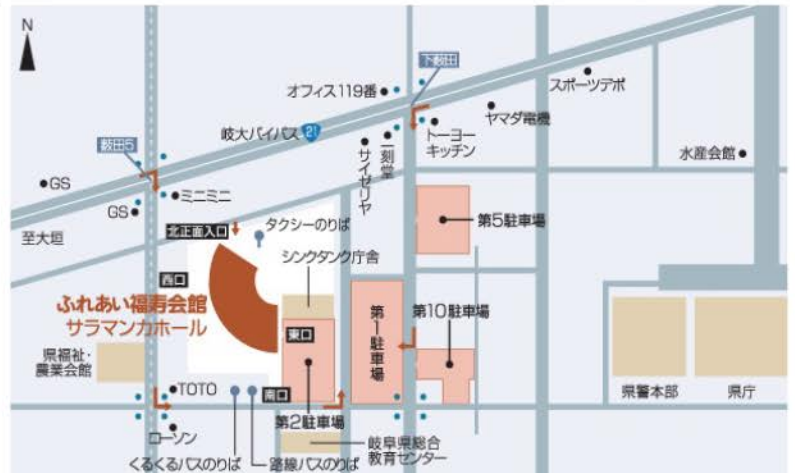 N
下薮田
スポーツデポ
オフィス119番
ヤマダ電機
岐大バイパス 21
トーヨー
キッチン
一刻堂
サイゼリヤ
薮田5
水産会館
GS
ミニミニ
GS
至大垣
北正面入口
タクシーのりば
第5駐車場
シンクタンク庁舎
西口
ふれあい福寿会館
サラマンカホール
東口
第1駐車場
第10駐車場
県福祉・
農業会館
TOTO
南口
県警本部
県庁
第2駐車場
ローソン
岐阜県総合
教育センター
くるくるバスのりば
路線バスのりば